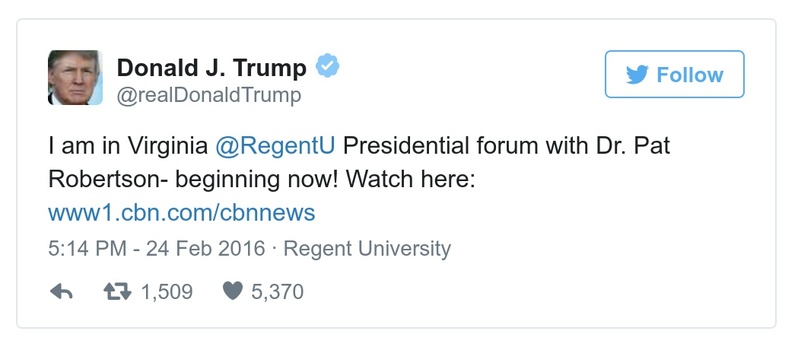 Donald J. Trump
Follow
@realDonaldTrump
I am in Virginia @RegentU Presidential forum with Dr. Pat
Robertson- beginning now! Watch here:
www1.cbn.com/cbnnews
5:14 PM - 24 Feb 2016 · Regent University
1,509 5,370